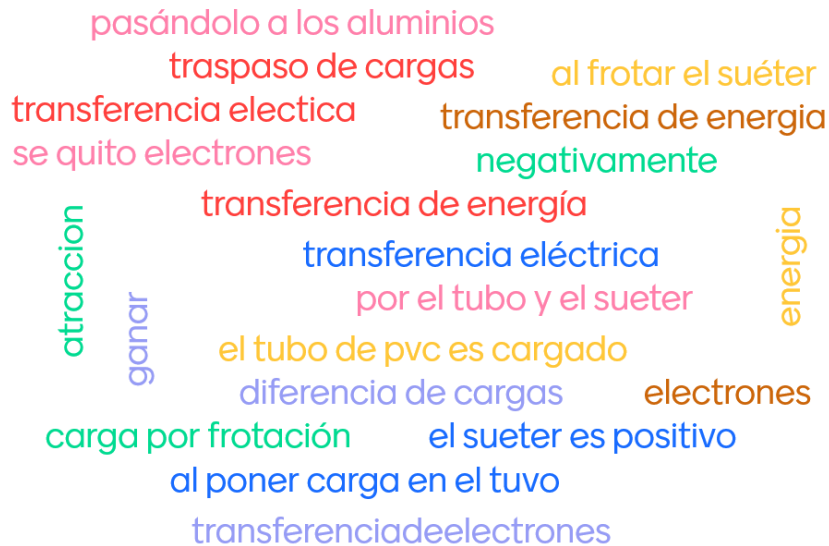 pasándolo a los aluminios
traspaso de cargas
al frotar el suéter
transferencia electica
transferencia de energia
se quito electrones
negativamente
transferencia de energía
atraccion
energia
transferencia eléctrica
por el tubo y el sueter
ganar
el tubo de pvc es cargado
diferencia de cargas
electrones
carga por frotación
el sueter es positivo
al poner carga en el tuvo
transferenciadeelectrones